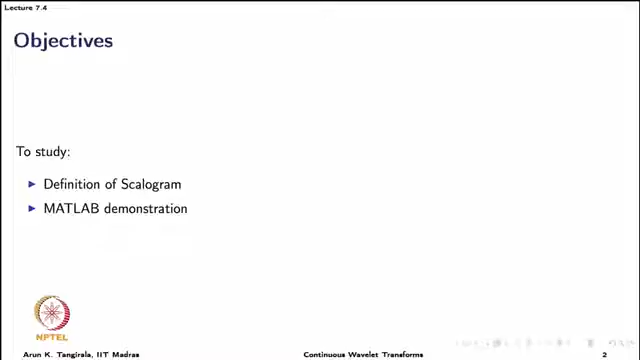 Lecture 7.4
Objectives
To study:
Definition of Scalogram
MATLAB demonstration
NPTEL
Arun K. Tangirala, IIT Madras
Continuous Wavelet Transforms
2